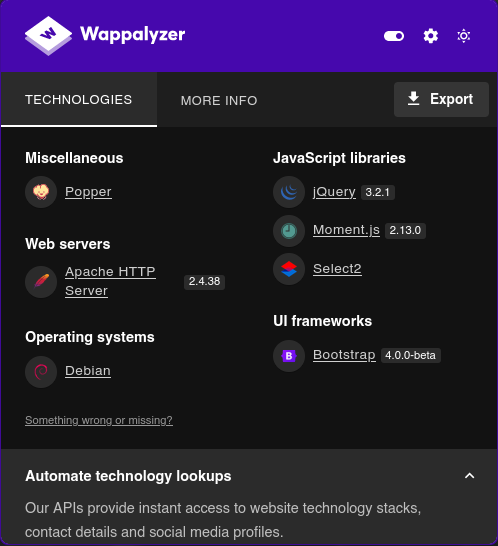 Wappalyzer
TECHNOLOGIES
MORE INFO
Export
Miscellaneous
Popper
Web servers
Apache HTTP
Server
2.4.38
Operating systems
Debian
Something wrong or missing?
JavaScript libraries
jQuery 3.2.1
Moment.js 2.13.0
Select2
UI frameworks
Bootstrap 4.0.0-beta
Automate technology lookups
Our APIs provide instant access to website technology stacks,
contact details and social media profiles.